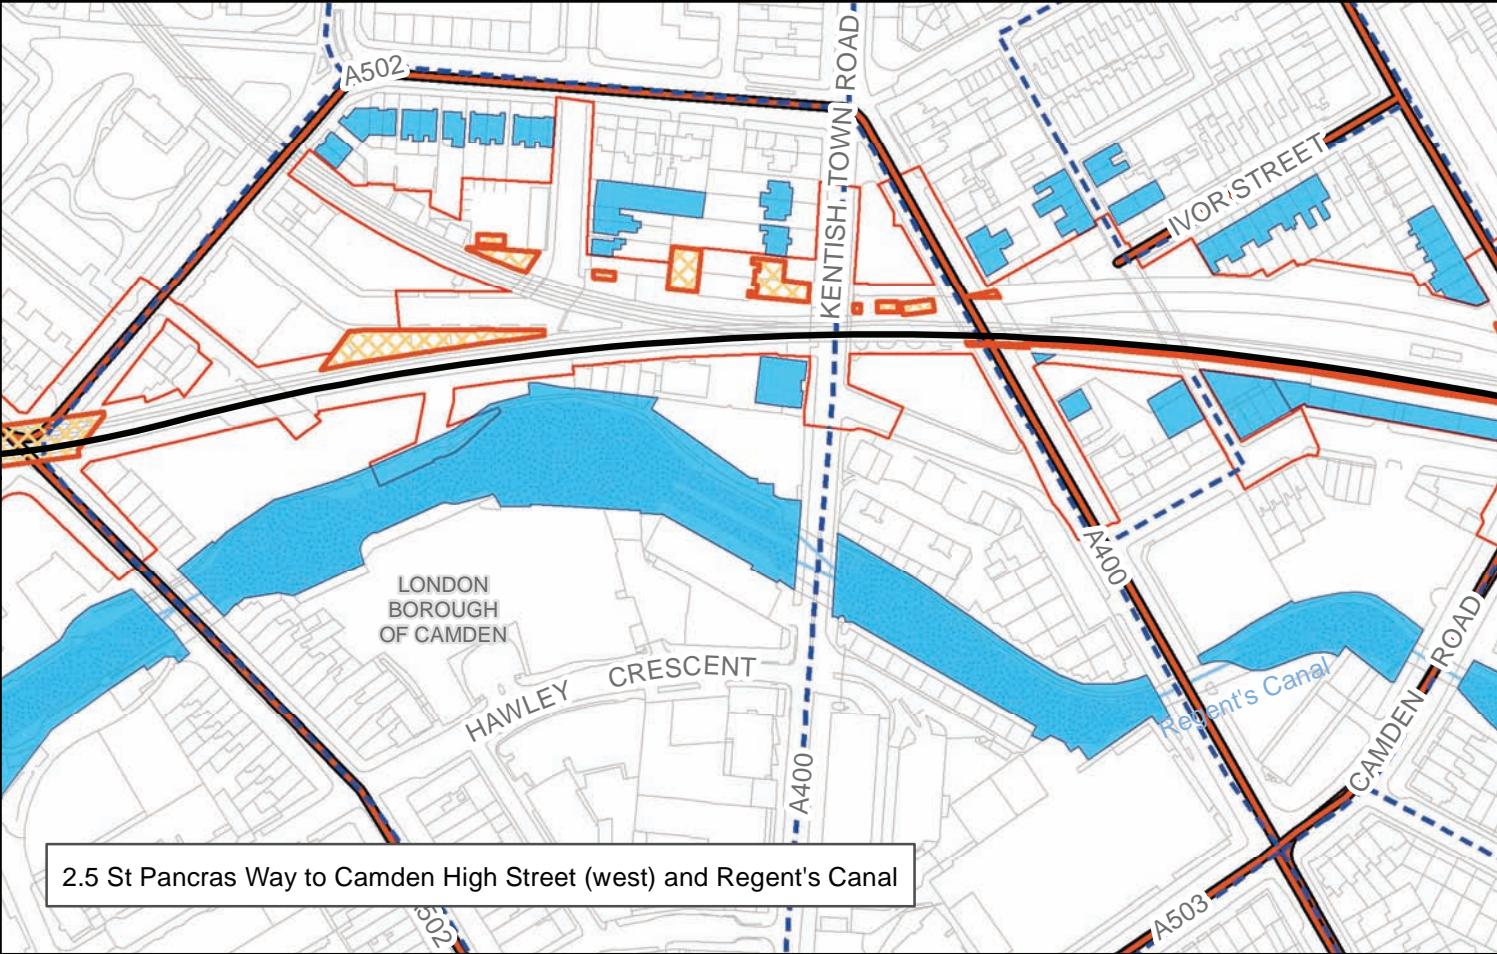 A502
KENTISH TOWN ROAD
IVOR STREET
LONDON
BOROUGH
OF CAMDEN
HAWLEY CRESCENT
A400
A400
Regent's Canal
CAMDEN ROAD
2.5 St Pancras Way to Camden High Street (west) and Regent's Canal
A503